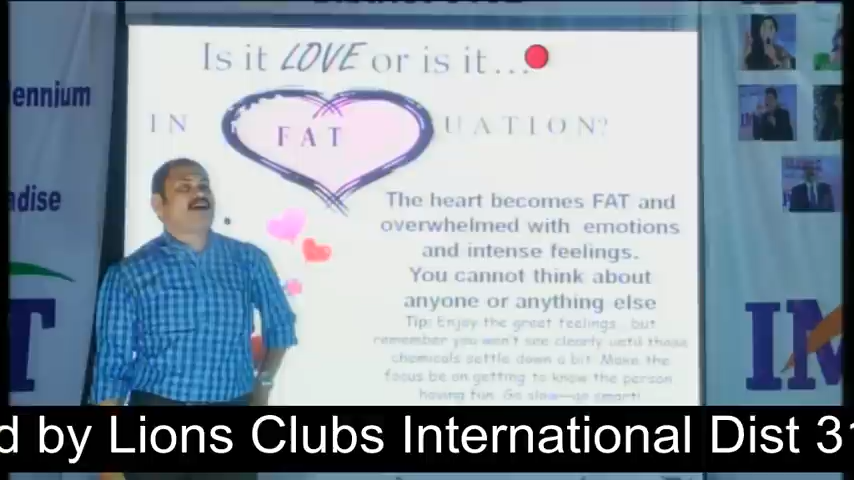 Is it LOVE or is it...
IN FAT UATION?
The heart becomes FAT and
overwhelmed with emotions
and intense feelings.
You cannot think about
anyone or anything else
Tip: Enjoy the great feelings...but
remember you won't see clearly until those
chemicals settle down a bit. Make the
focus be on getting to know the person
having fun. Go slow—go smart!
ennium
adise
T
IM
d by Lions Clubs International Dist 31